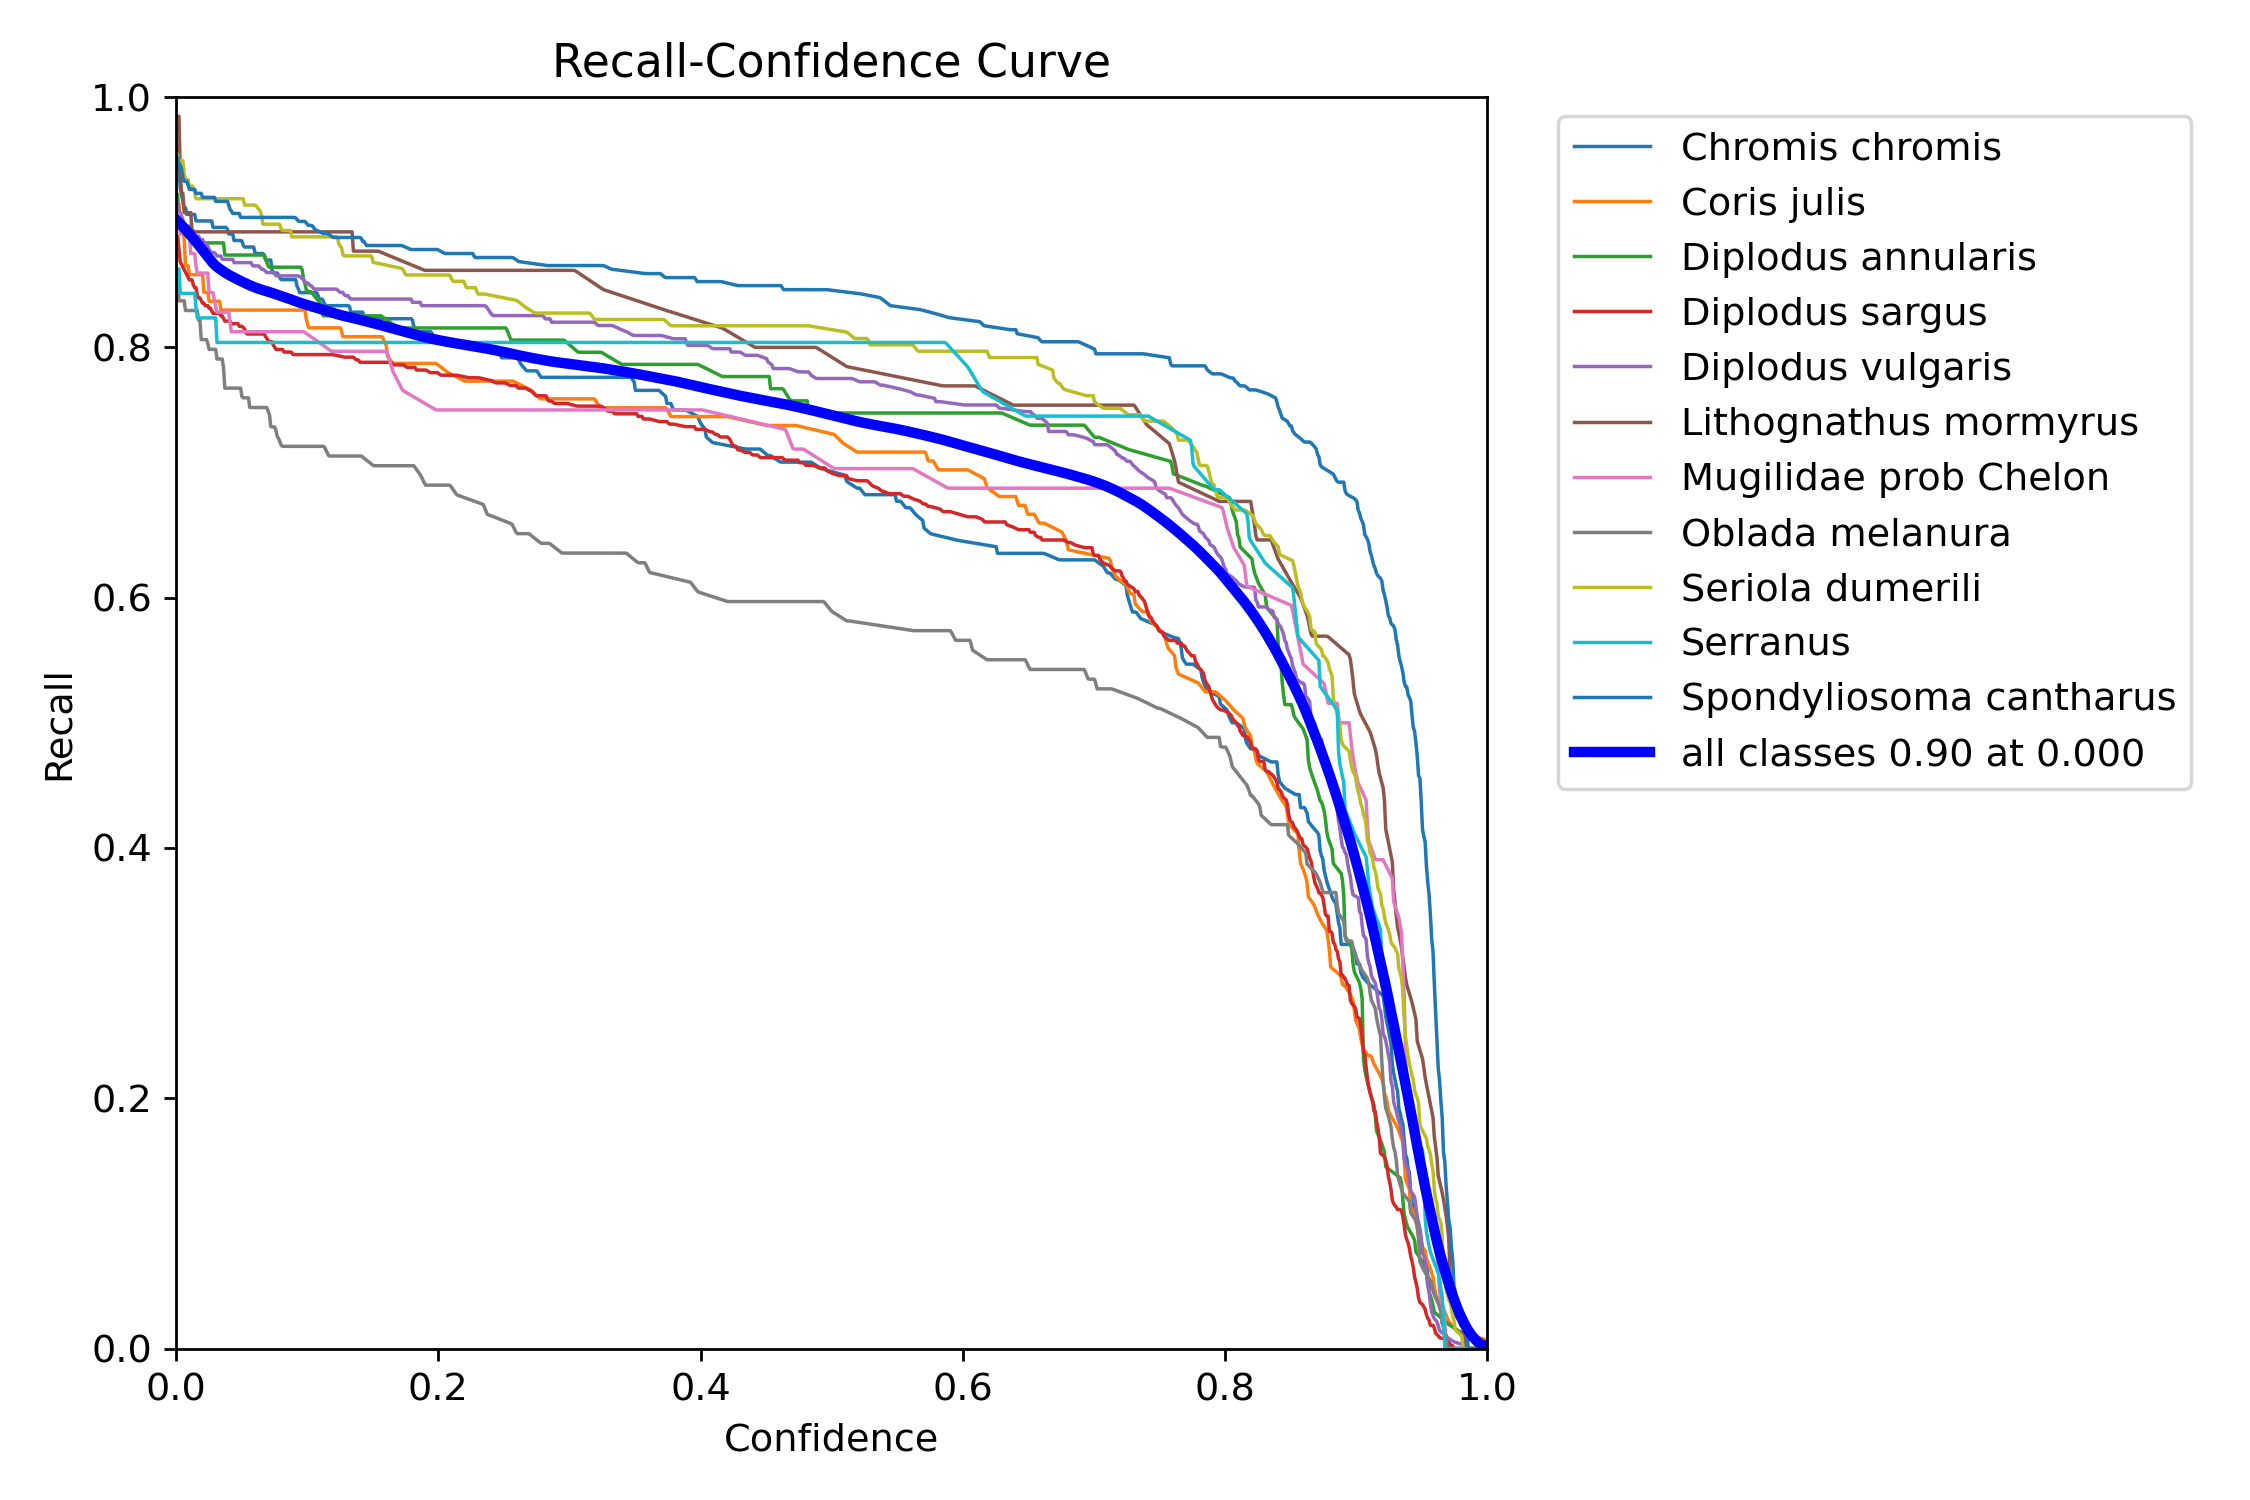 Recall-Confidence Curve
1.0
0.8
0.6
0.4
0.2
0.0
Recall
0.0 0.2 0.4 0.6 0.8 1.0
Confidence
Chromis chromis
Coris julis
Diplodus annularis
Diplodus sargus
Diplodus vulgaris
Lithognathus mormyrus
Mugilidae prob Chelon
Oblada melanura
Seriola dumerili
Serranus
Spondyliosoma cantharus
all classes 0.90 at 0.000